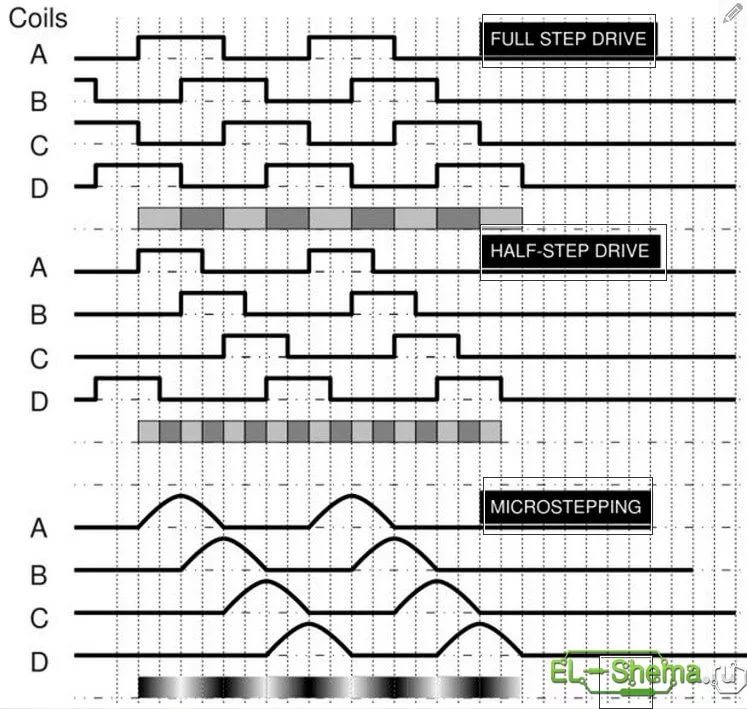 Coils
A
FULL STEP DRIVE
B
C
D
HALF-STEP DRIVE
A
B
C
D
MICROSTEPPING
A
B
C
D
EL-Shema.ru